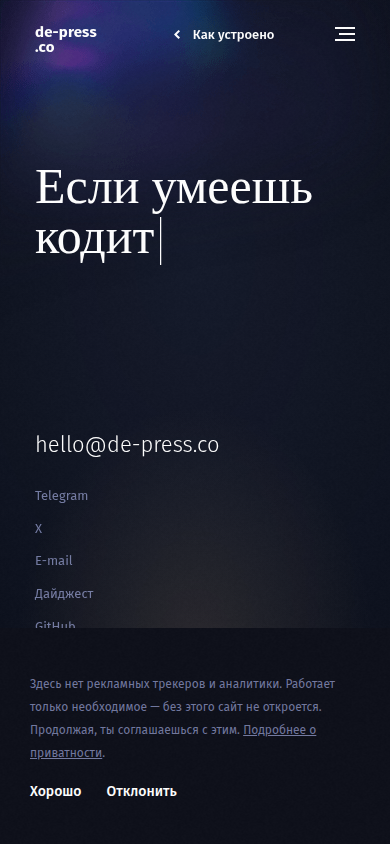 de-press
.co
Как устроено
Если умеешь
кодит
hello@de-press.co
Telegram
X
E-mail
Дайджест
GitHub
Здесь нет рекламных трекеров и аналитики. Работает
только необходимое — без этого сайт не откроется.
Продолжая, ты соглашаешься с этим. Подробнее о
приватности.
Хорошо Отклонить